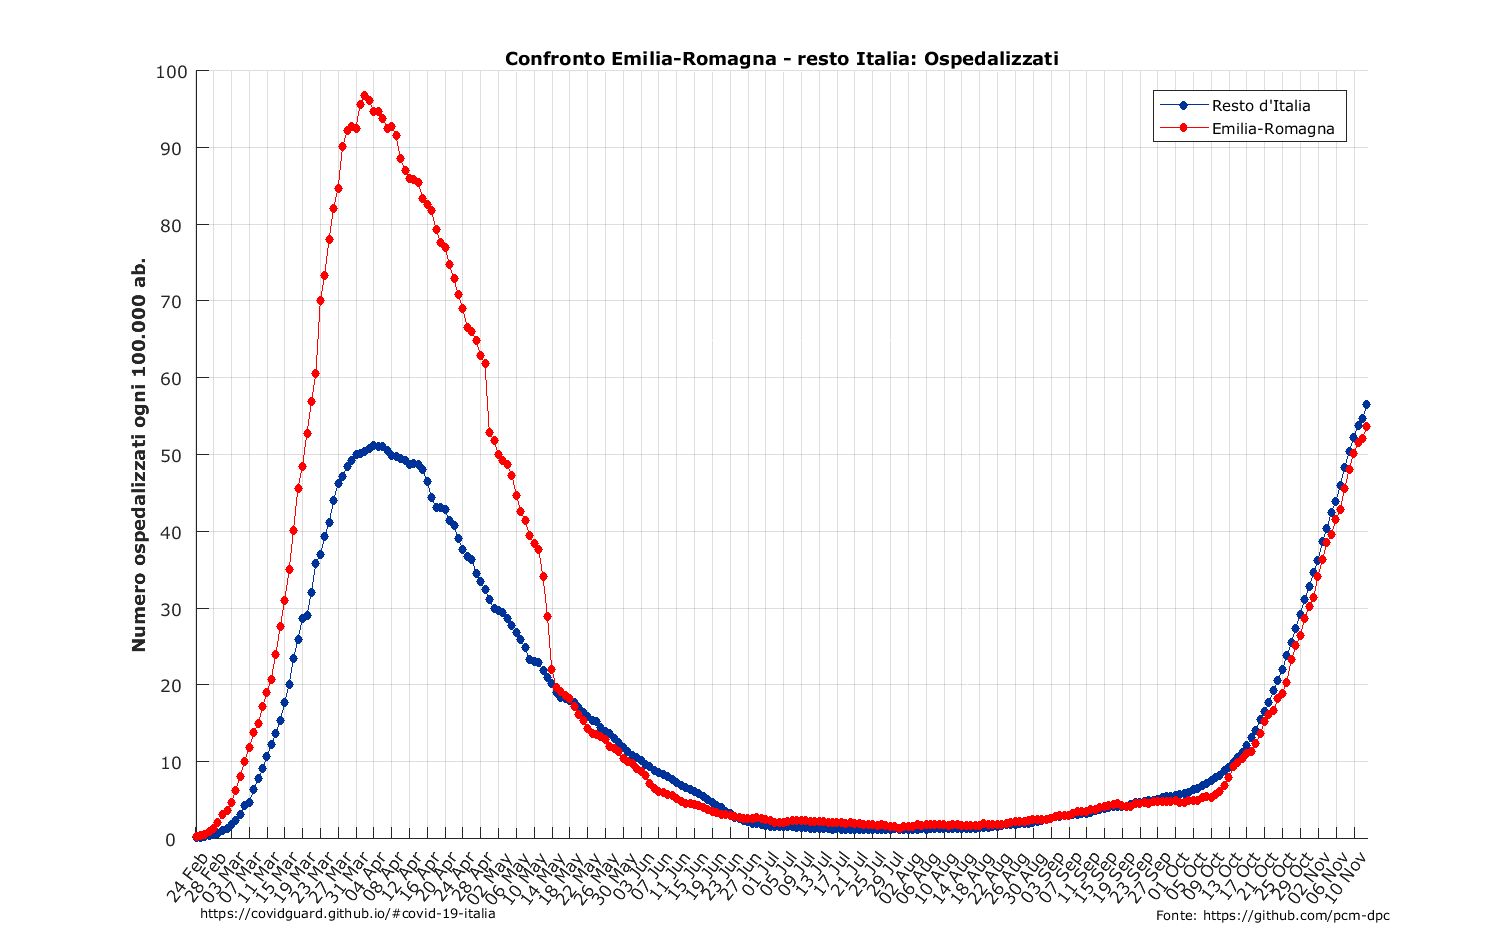 Confronto Emilia-Romagna - resto Italia: Ospedalizzati
Resto d'Italia
Emilia-Romagna
Numero ospedalizzati ogni 100.000 ab.
100
90
80
70
60
50
40
30
20
10
0
24 Feb
28 Feb
03 Mar
07 Mar
11 Mar
15 Mar
19 Mar
23 Mar
27 Mar
31 Mar
04 Apr
08 Apr
12 Apr
16 Apr
20 Apr
24 Apr
28 Apr
02 May
06 May
10 May
14 May
18 May
22 May
26 May
30 May
03 Jun
07 Jun
11 Jun
15 Jun
19 Jun
23 Jun
27 Jun
01 Jul
05 Jul
09 Jul
13 Jul
17 Jul
21 Jul
25 Jul
29 Jul
02 Aug
06 Aug
10 Aug
14 Aug
18 Aug
22 Aug
26 Aug
30 Aug
03 Sep
07 Sep
11 Sep
15 Sep
19 Sep
23 Sep
27 Sep
01 Oct
05 Oct
09 Oct
13 Oct
17 Oct
21 Oct
25 Oct
29 Oct
02 Nov
06 Nov
10 Nov
https://covidguard.github.io/#covid-19-italia
Fonte: https://github.com/pcm-dpc